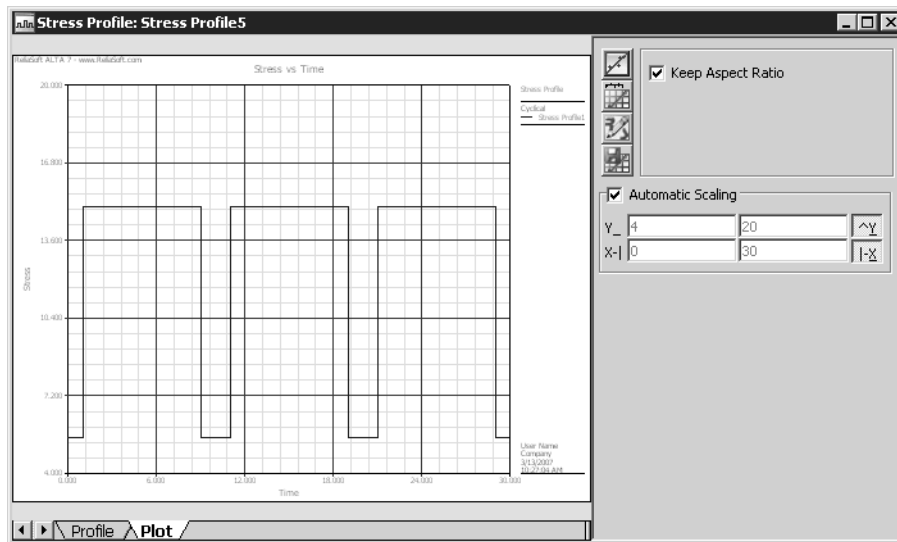 Stress Profile: Stress Profile5
ReliaSoft ALTA 7 - www.ReliaSoft.com
Stress vs Time
Stress Profile
Cyclical
Stress Profile1
20.000
16.800
13.600
10.400
7.200
4.000
Stress
0.000
6.000
12.000
18.000
24.000
30.000
Time
User Name
Company
3/13/2007
10:27:04 AM
Profile
Plot
Keep Aspect Ratio
Automatic Scaling
Y_ 4 20 ^Y
X-| 0 30 |-X